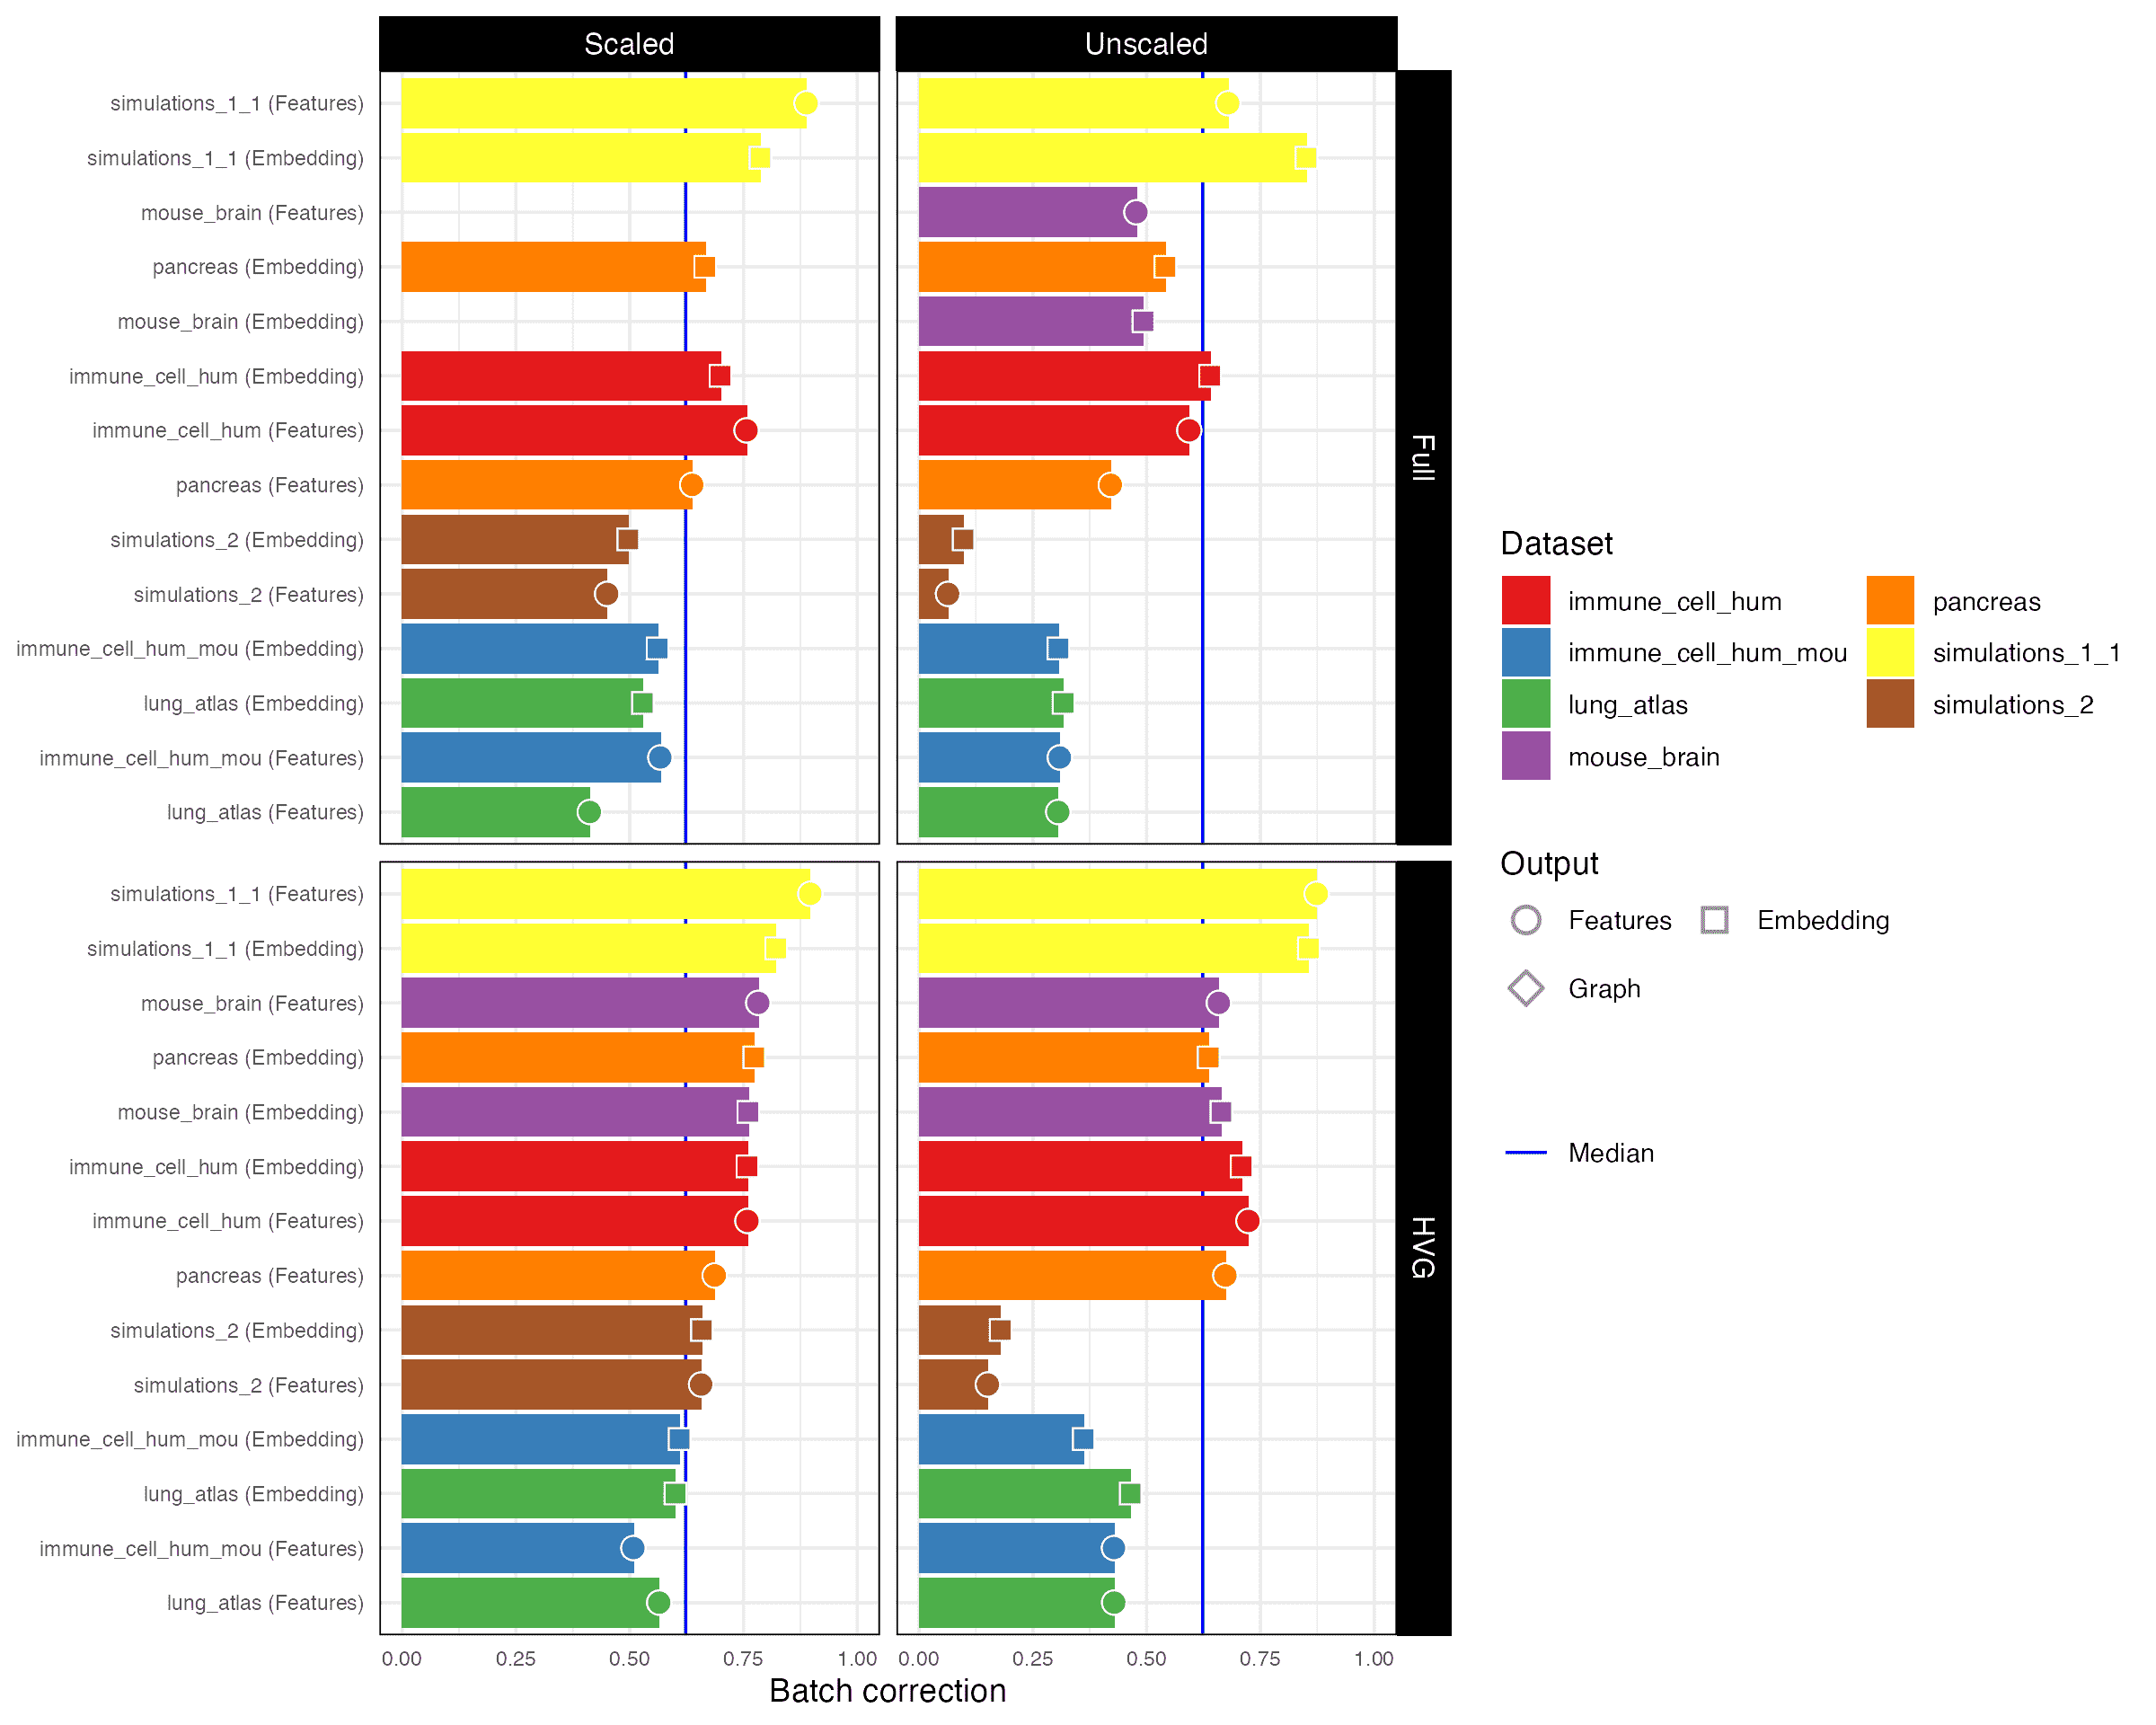 Scaled
Unscaled
simulations_1_1 (Features)
simulations_1_1 (Embedding)
mouse_brain (Features)
pancreas (Embedding)
mouse_brain (Embedding)
immune_cell_hum (Embedding)
immune_cell_hum (Features)
pancreas (Features)
simulations_2 (Embedding)
simulations_2 (Features)
immune_cell_hum_mou (Embedding)
lung_atlas (Embedding)
immune_cell_hum_mou (Features)
lung_atlas (Features)
Full
simulations_1_1 (Features)
simulations_1_1 (Embedding)
mouse_brain (Features)
pancreas (Embedding)
mouse_brain (Embedding)
immune_cell_hum (Embedding)
immune_cell_hum (Features)
pancreas (Features)
simulations_2 (Embedding)
simulations_2 (Features)
immune_cell_hum_mou (Embedding)
lung_atlas (Embedding)
immune_cell_hum_mou (Features)
lung_atlas (Features)
HVG
0.00 0.25 0.50 0.75 1.00
0.00 0.25 0.50 0.75 1.00
Batch correction
Dataset
immune_cell_hum
immune_cell_hum_mou
lung_atlas
mouse_brain
pancreas
simulations_1_1
simulations_2
Output
Features
Embedding
Graph
Median